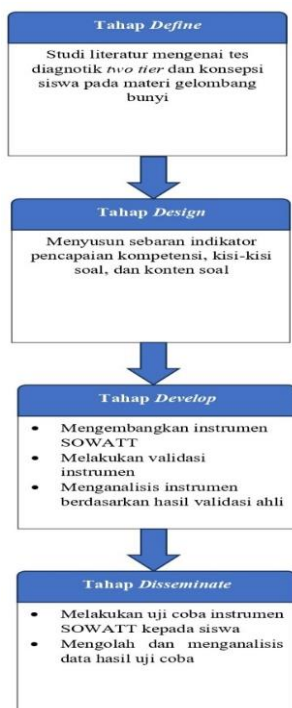 Tahap Define
Studi literatur mengenai tes
diagnotik two tier dan konsepsi
siswa pada materi gelombang
bunyi
Tahap Design
Menyusun sebaran indikator
pencapaian kompetensi, kisi-kisi
soal, dan konten soal
Tahap Develop
• Mengembangkan instrumen
SOWATT
• Melakukan validasi
instrumen
• Menganalisis instrumen
berdasarkan hasil validasi ahli
Tahap Disseminate
• Melakukan uji coba instrumen
SOWATT kepada siswa
• Mengolah dan menganalisis
data hasil uji coba